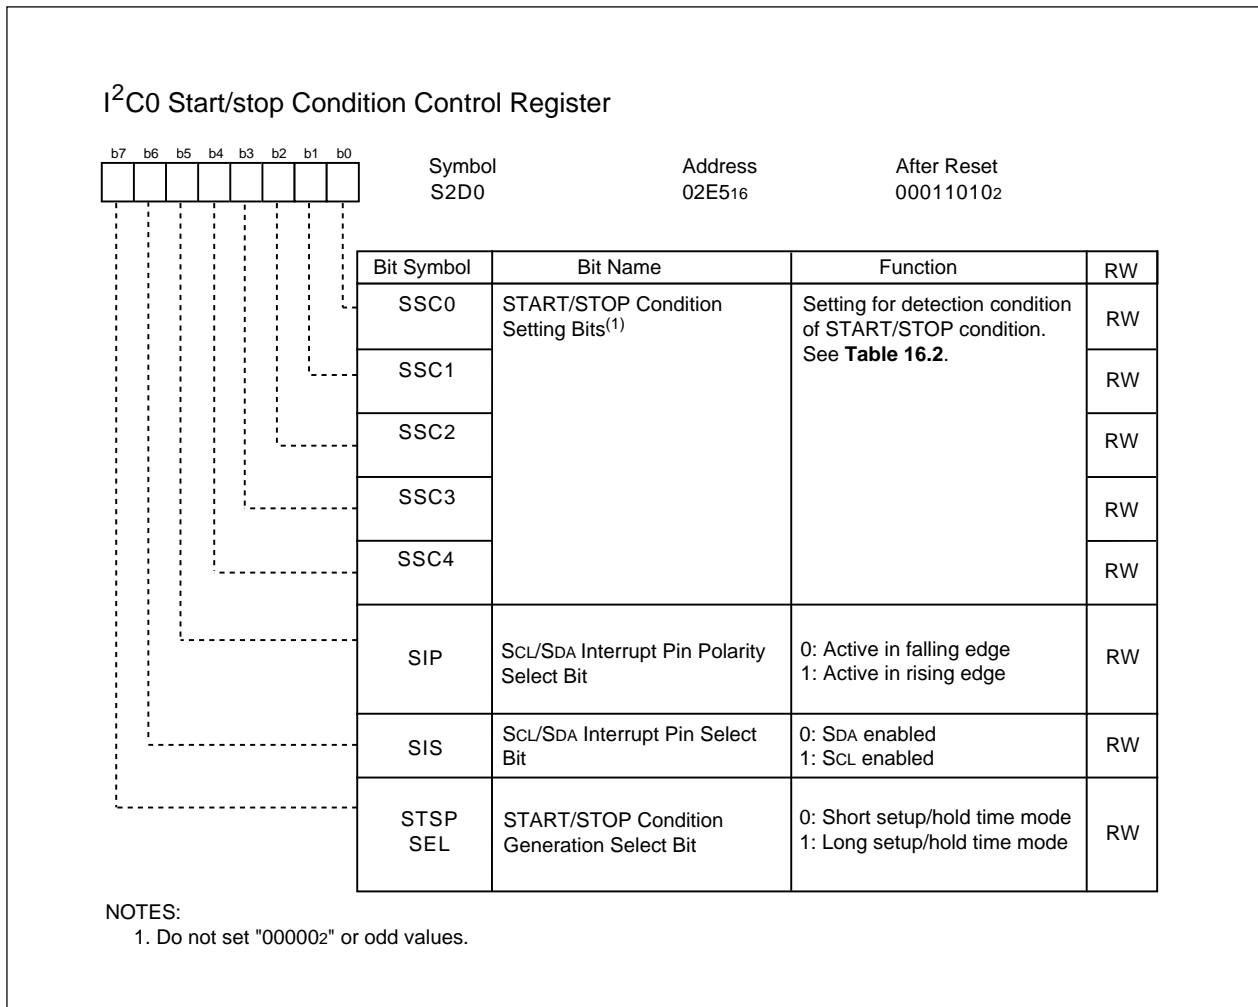 I2C0 Start/stop Condition Control Register
b7 b6 b5 b4 b3 b2 b1 b0
Symbol Address After Reset
S2D0 02E516 000110102
Bit Symbol Bit Name Function RW
SSC0 START/STOP Condition Setting for detection condition RW
Setting Bits(1) of START/STOP condition.
See Table 16.2.
SSC1 RW
SSC2 RW
SSC3 RW
SSC4 RW
SIP SCL/SDA Interrupt Pin Polarity 0: Active in falling edge RW
Select Bit 1: Active in rising edge
SIS SCL/SDA Interrupt Pin Select 0: SDA enabled RW
Bit 1: SCL enabled
STSP START/STOP Condition 0: Short setup/hold time mode RW
SEL Generation Select Bit 1: Long setup/hold time mode
NOTES:
1. Do not set "000002" or odd values.